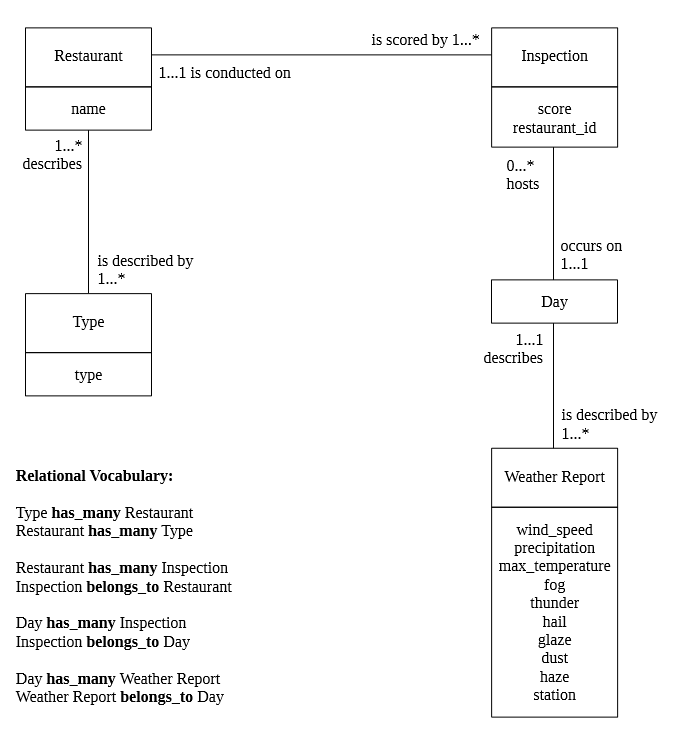 Restaurant
name
is scored by 1...*
1...1 is conducted on
Inspection
score
restaurant_id
1...*
describes
is described by
1...*
Type
type
0...*
hosts
occurs on
1...1
Day
1...1
describes
is described by
1...*
Weather Report
wind_speed
precipitation
max_temperature
fog
thunder
hail
glaze
dust
haze
station
Relational Vocabulary:
Type has_many Restaurant
Restaurant has_many Type
Restaurant has_many Inspection
Inspection belongs_to Restaurant
Day has_many Inspection
Inspection belongs_to Day
Day has_many Weather Report
Weather Report belongs_to Day